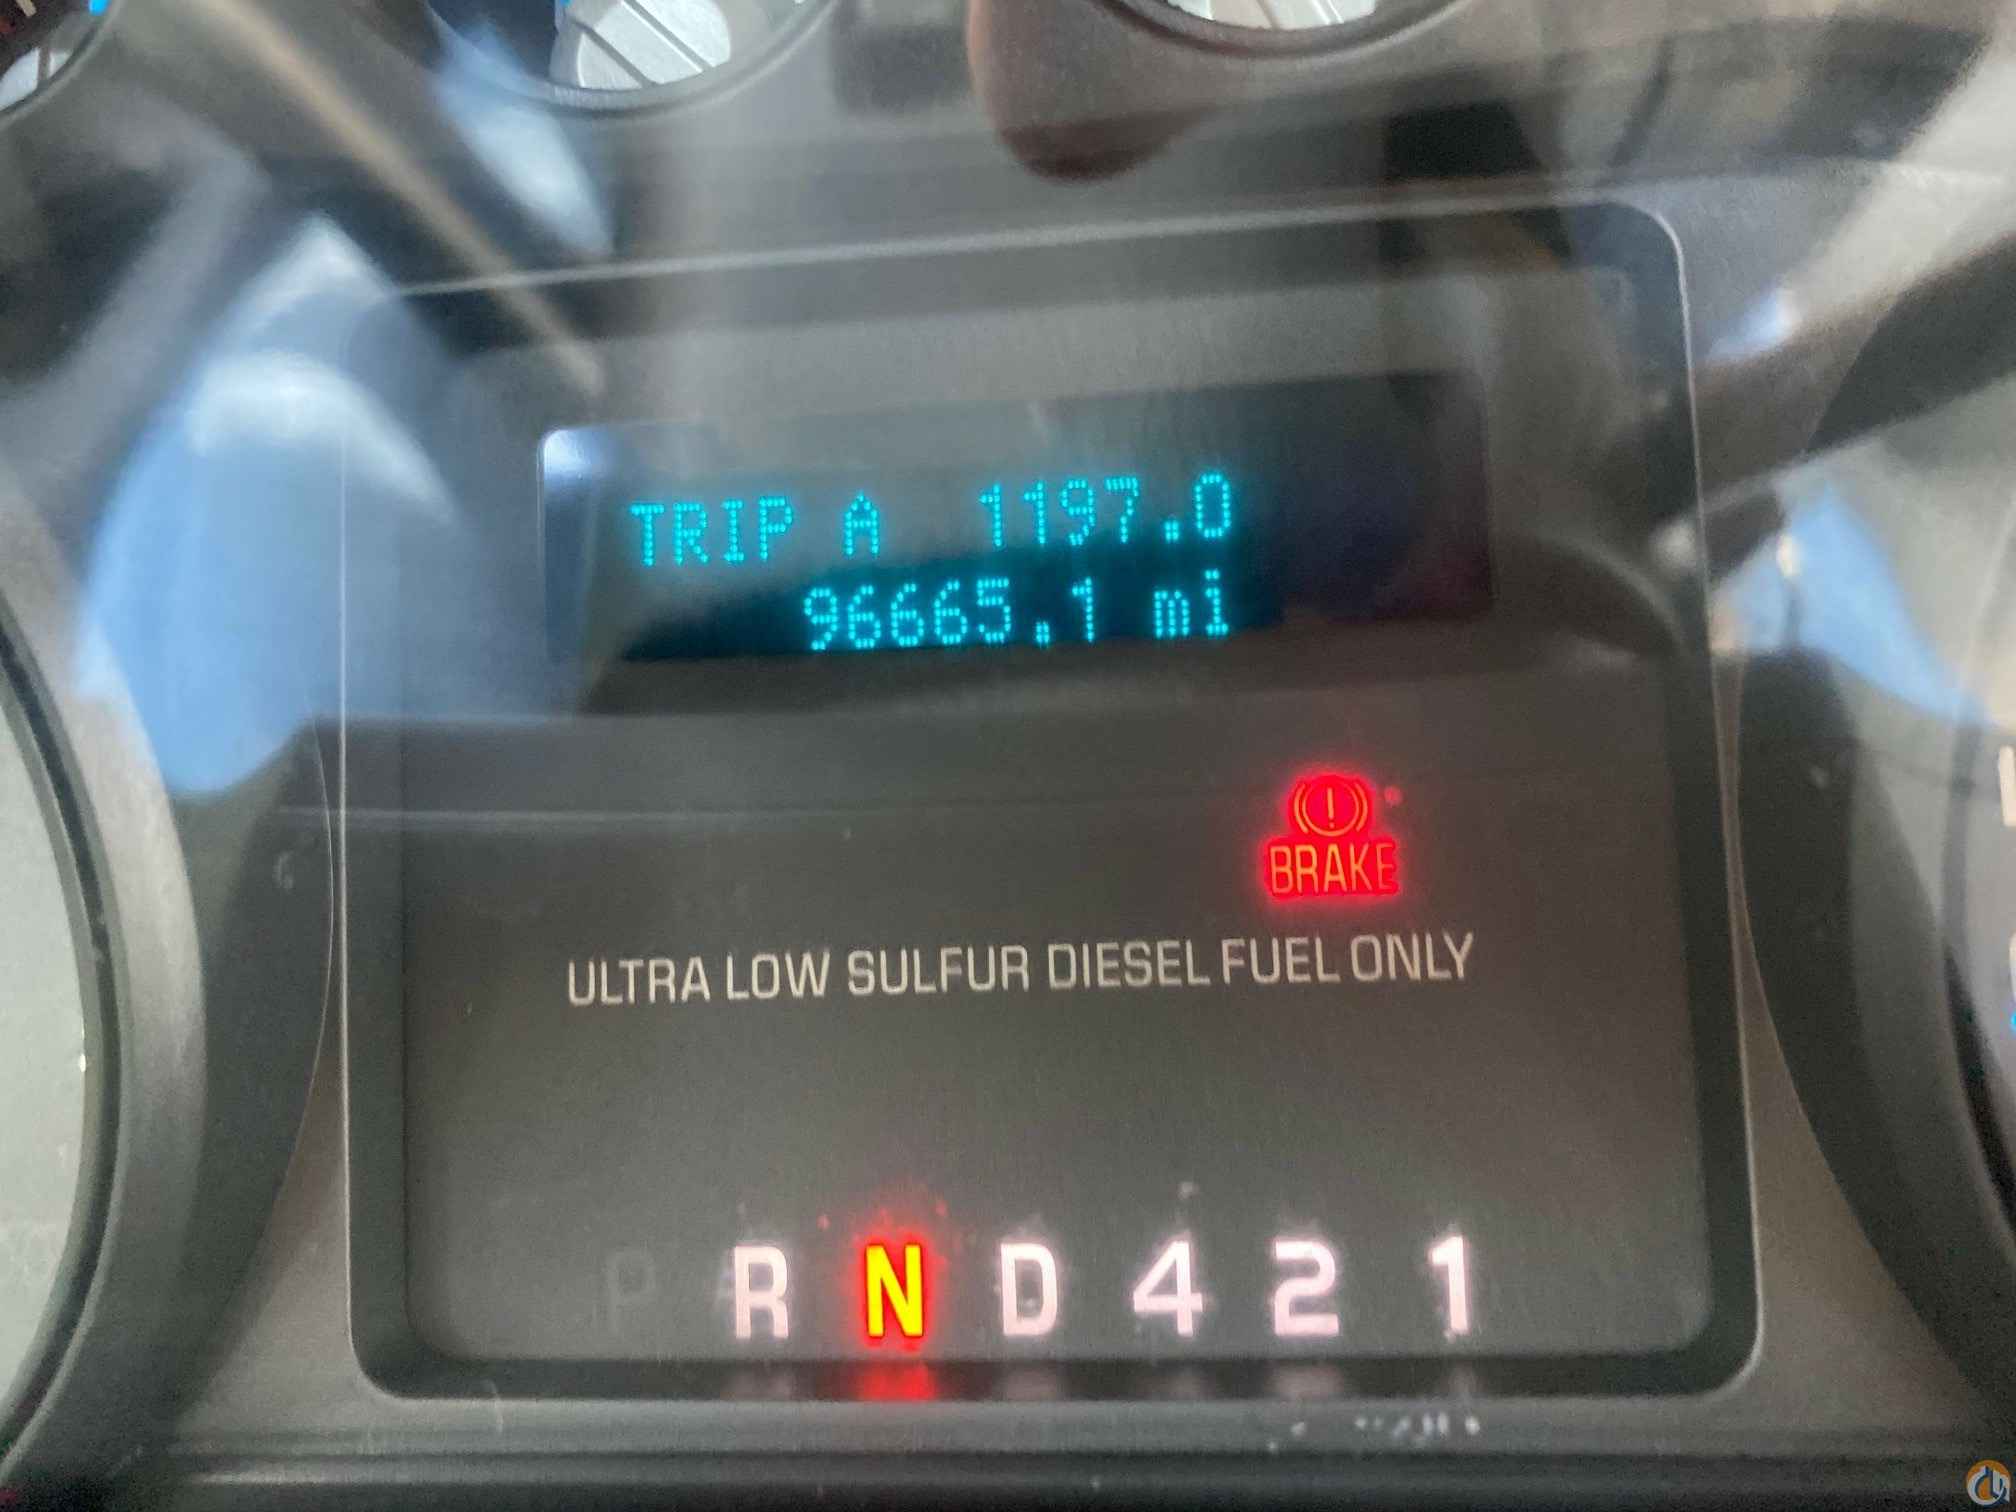 TRIP A 1197.0
96665.1 mi
BRAKE
ULTRA LOW SULFUR DIESEL FUEL ONLY
P R N D 4 2 1